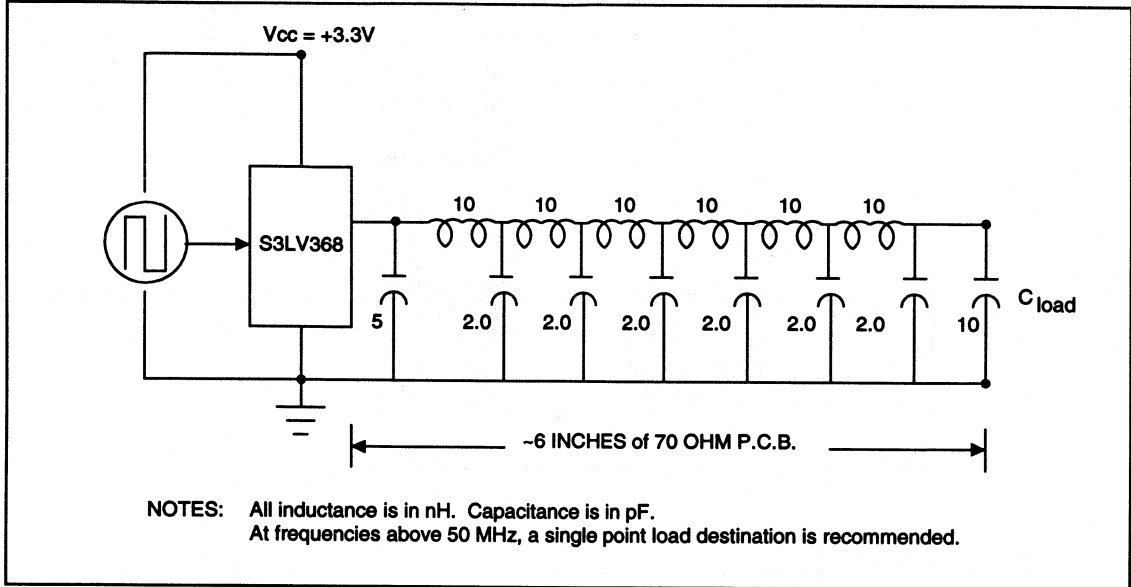 Vcc = +3.3V
S3LV368
10 10 10 10 10 10
5 2.0 2.0 2.0 2.0 2.0 2.0 10
C load
~6 INCHES of 70 OHM P.C.B.
NOTES: All inductance is in nH. Capacitance is in pF.
At frequencies above 50 MHz, a single point load destination is recommended.